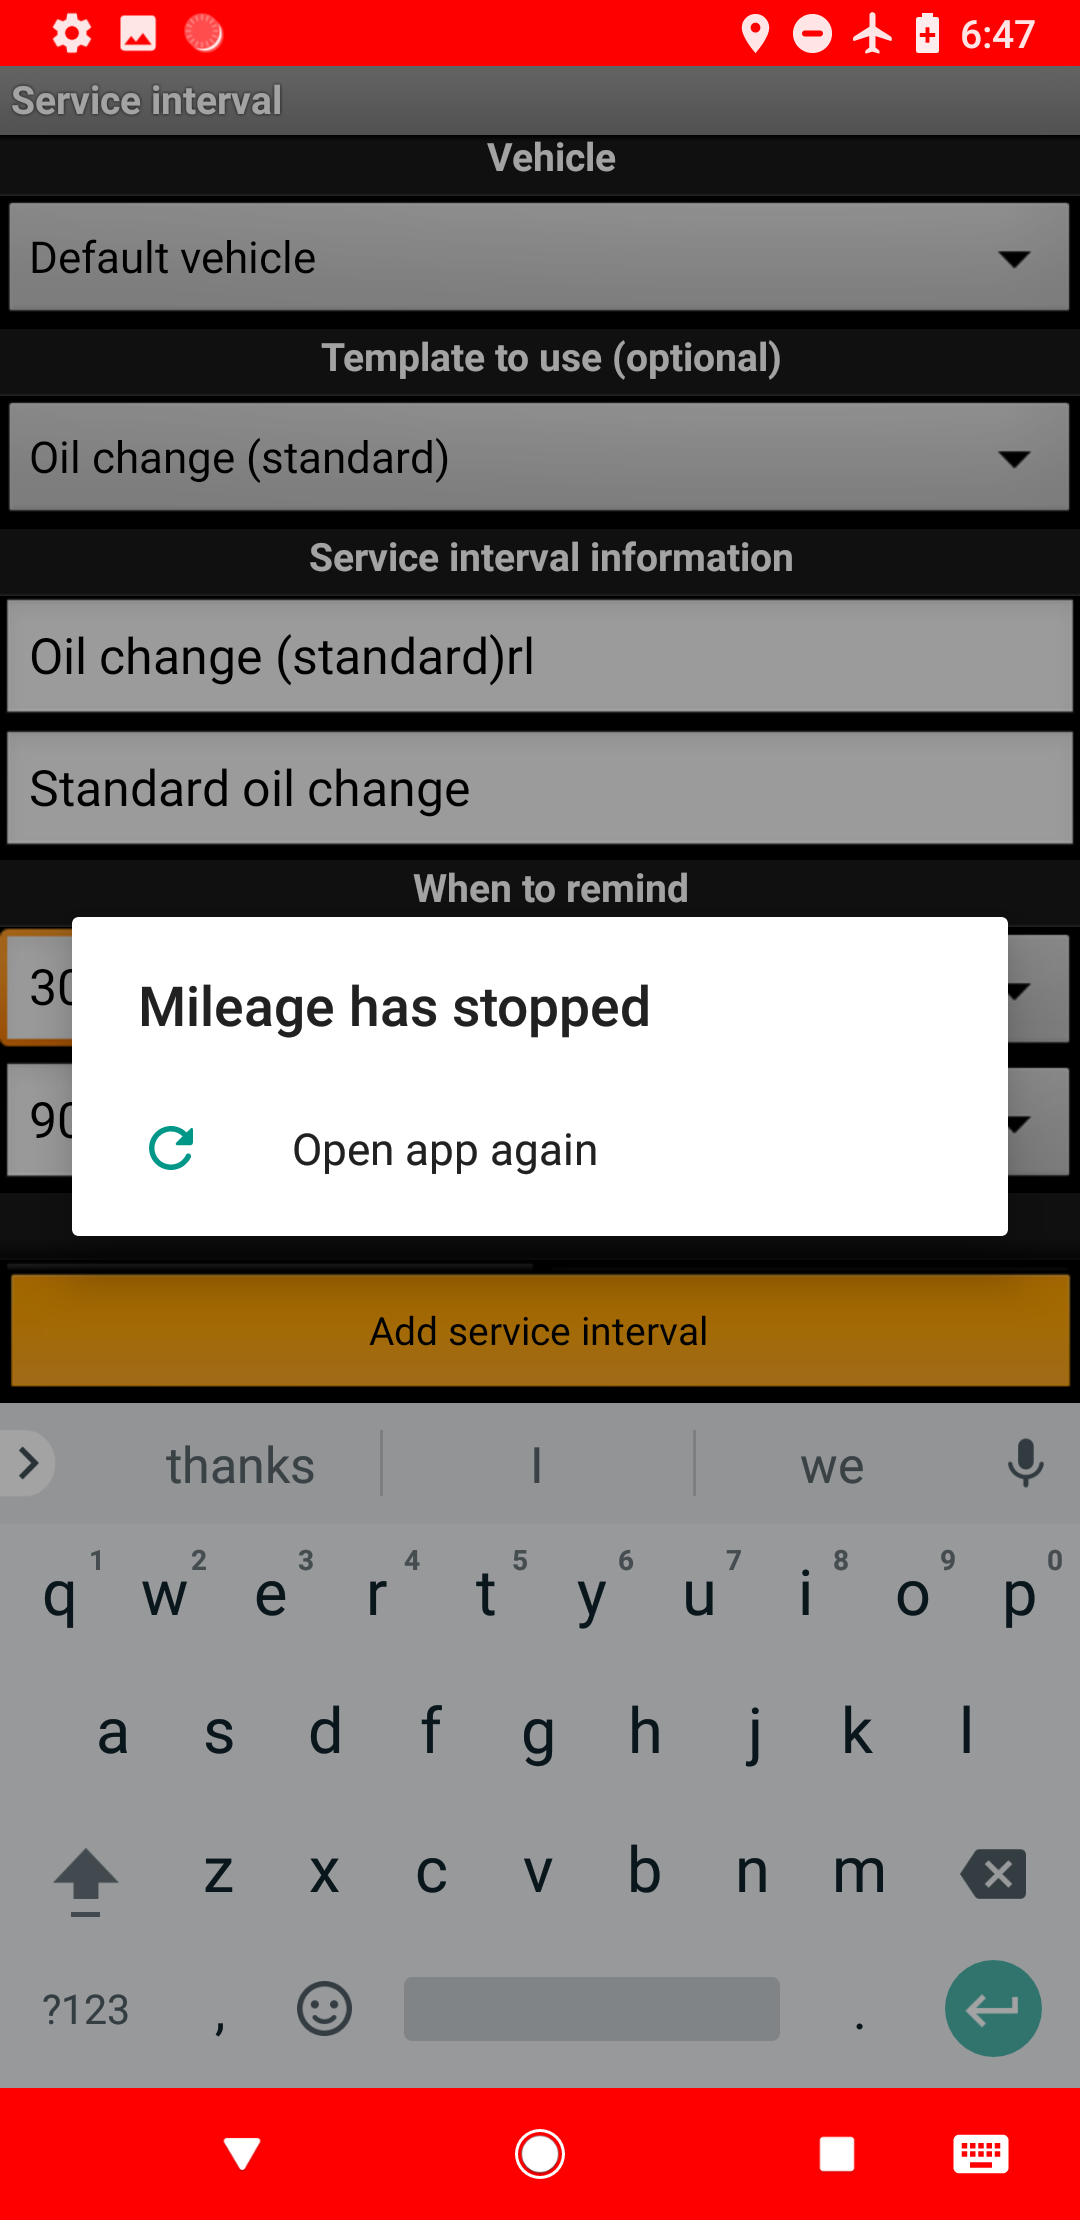 6:47
Service interval
Vehicle
Default vehicle
Template to use (optional)
Oil change (standard)
Service interval information
Oil change (standard)rl
Standard oil change
When to remind
30
Mileage has stopped
90
Open app again
Add service interval
thanks I we
1 2 3 4 5 6 7 8 9 0
q w e r t y u i o p
a s d f g h j k l
z x c v b n m
?123 , .